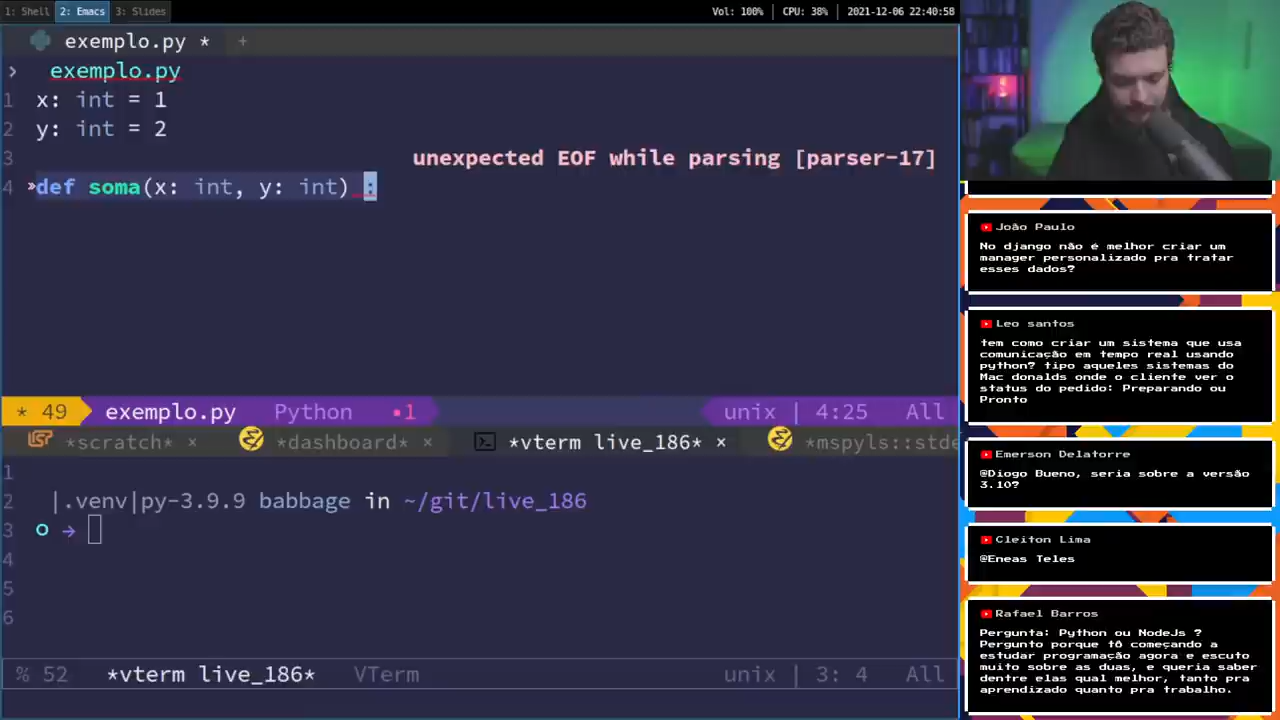 1: Shell 2: Emacs 3: Slides Vol: 100% CPU: 38% 2021-12-06 22:40:58
exemplo.py * +
> exemplo.py
1 x: int = 1
2 y: int = 2
3 unexpected EOF while parsing [parser-17]
4 »def soma(x: int, y: int) :
* 49 exemplo.py Python •1 unix | 4:25 All
*scratch* × *dashboard* × *vterm live_186* × *mspyls::stde
1
2 |.venv|py-3.9.9 babbage in ~/git/live_186
3 →
4
5
6
% 52 *vterm live_186* VTerm unix | 3: 4 All
João Paulo
No django não é melhor criar um
manager personalizado pra tratar
esses dados?
Leo santos
tem como criar um sistema que usa
comunicação em tempo real usando
python? tipo aqueles sistemas do
Mac donalds onde o cliente ver o
status do pedido: Preparando ou
Pronto
Emerson Delatorre
@Diogo Bueno, seria sobre a versão
3.10?
Cleiton Lima
@Eneas Teles
Rafael Barros
Pergunta: Python ou NodeJs ?
Pergunto porque tô começando a
estudar programação agora e escuto
muito sobre as duas, e queria saber
dentre elas qual melhor, tanto pra
aprendizado quanto pra trabalho.